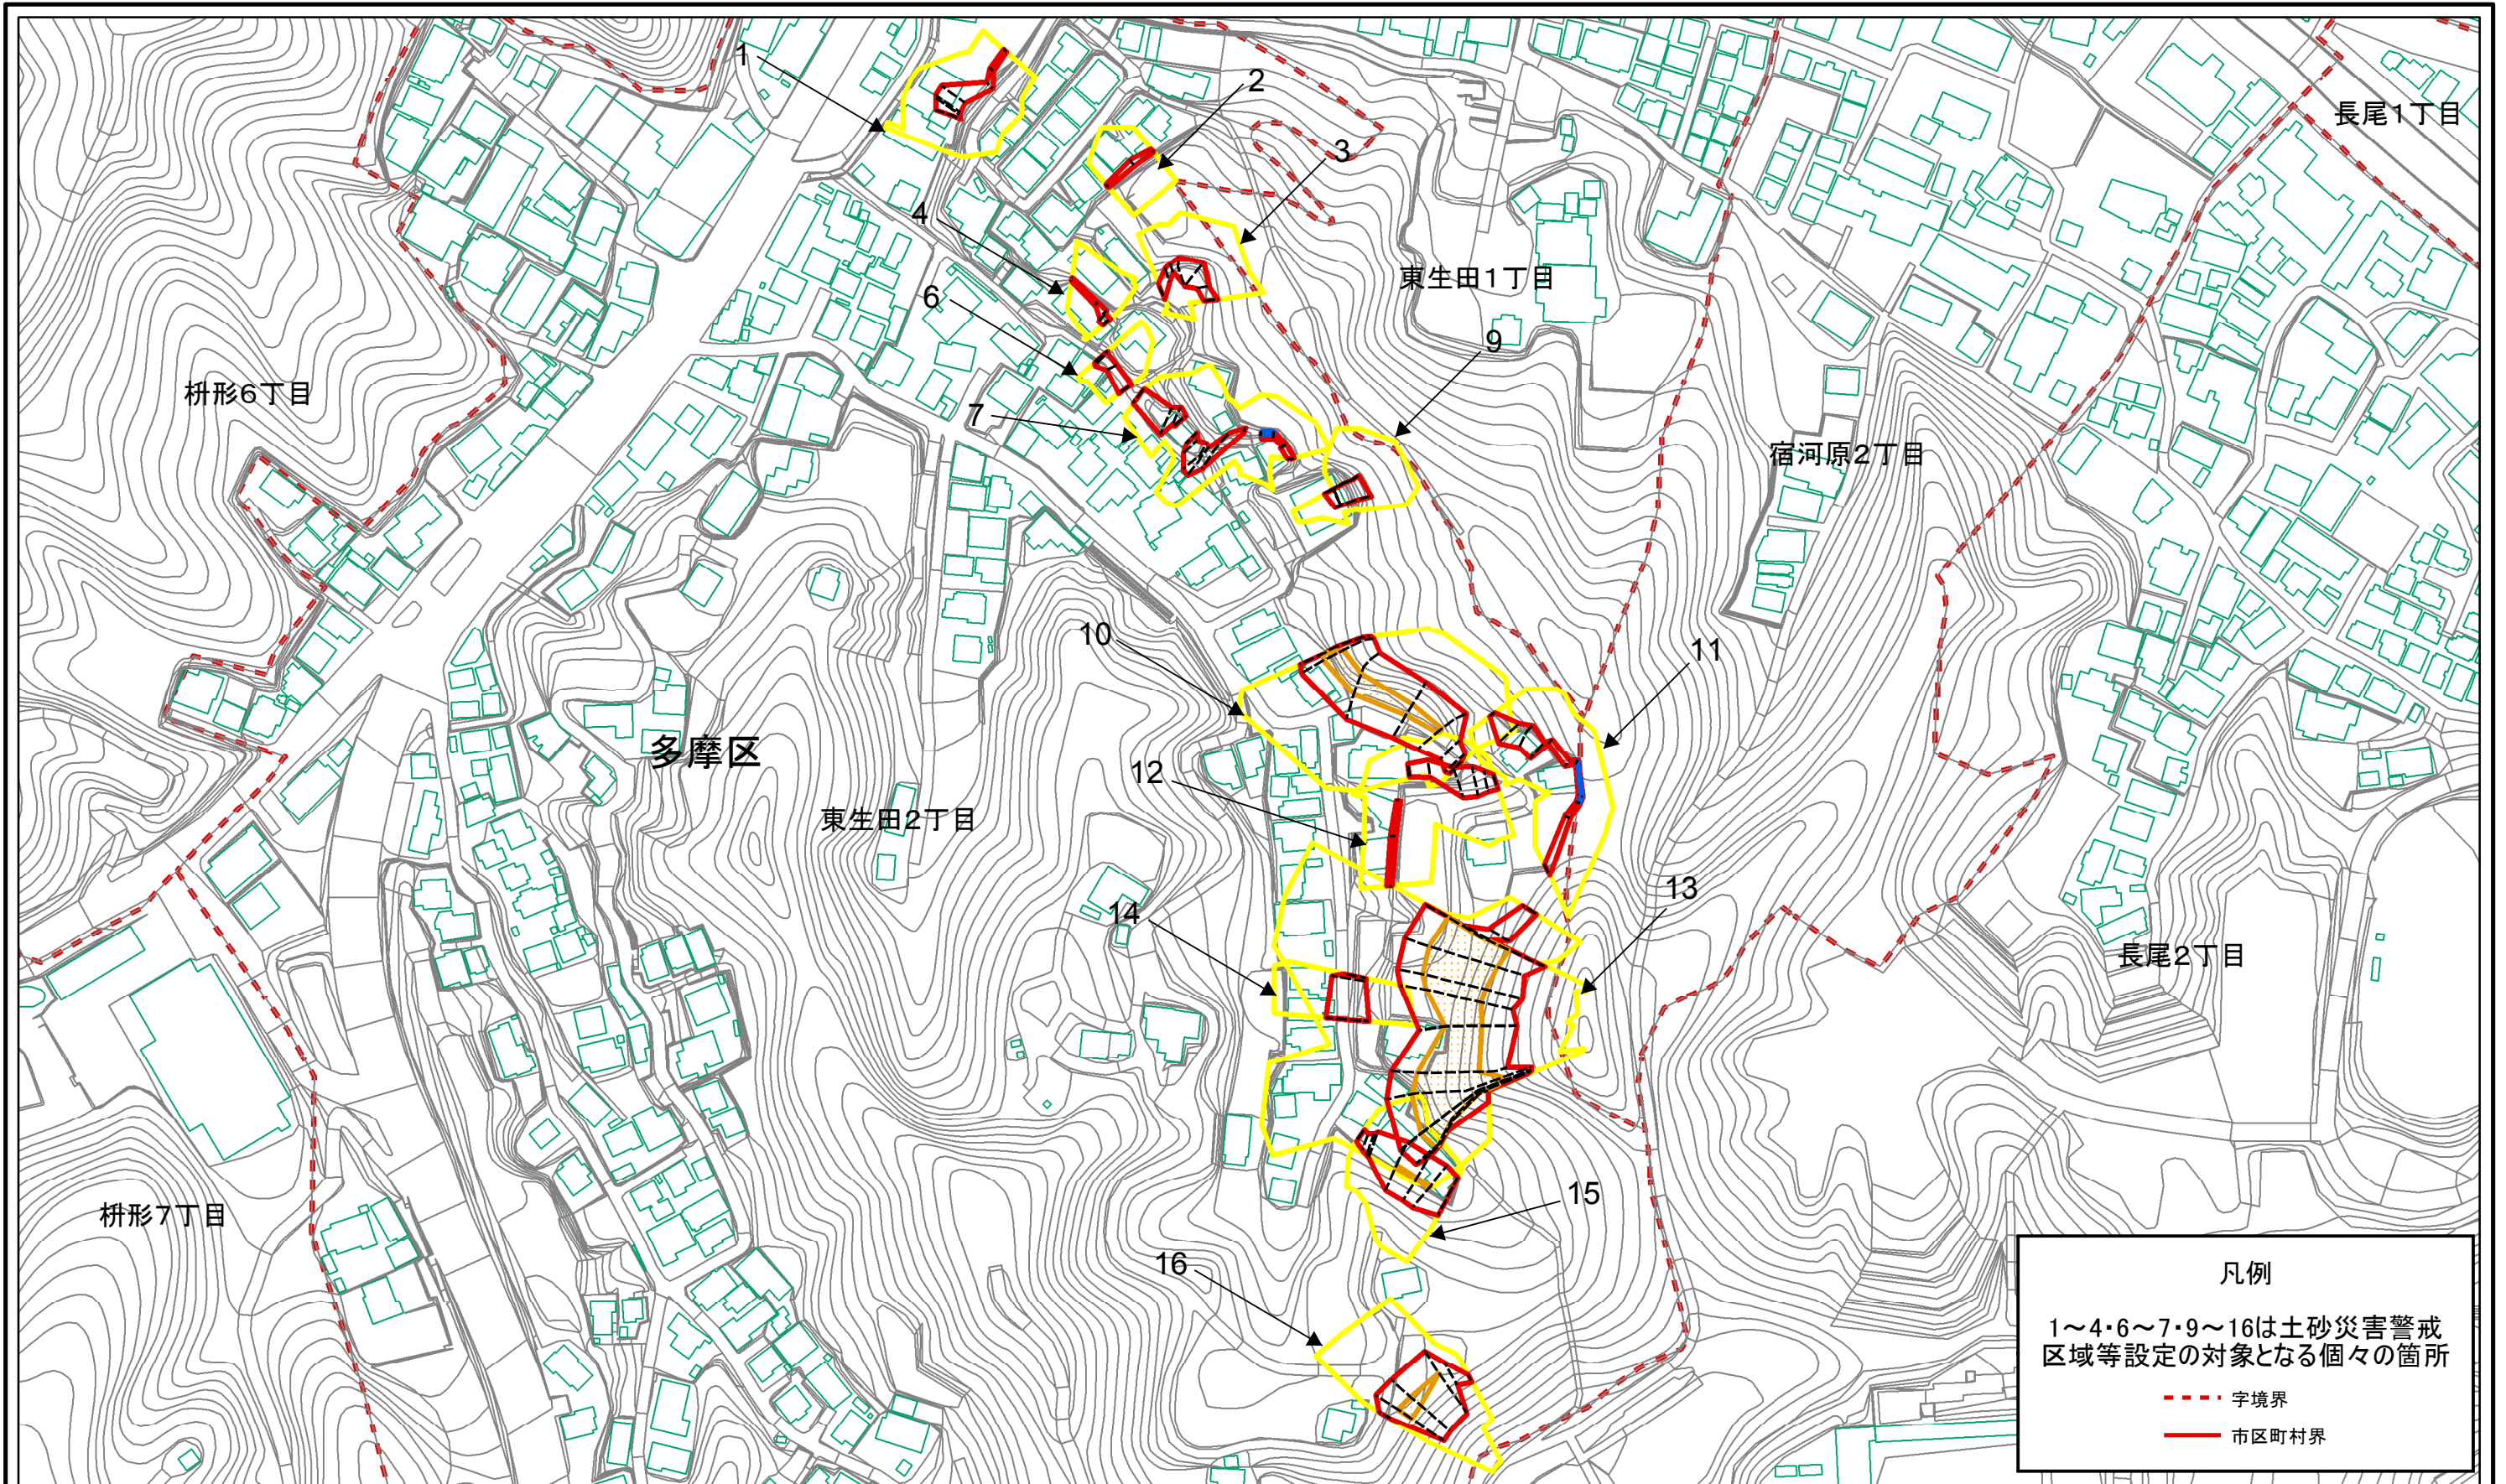 1
2
長尾1丁目
3
4
東生田1丁目
6
9
枡形6丁目
7
宿河原2丁目
10
11
多摩区
12
東生田2丁目
13
14
長尾2丁目
15
枡形7丁目
16
凡例
1～4・6～7・9～16は土砂災害警戒
区域等設定の対象となる個々の箇所
字境界
市区町村界